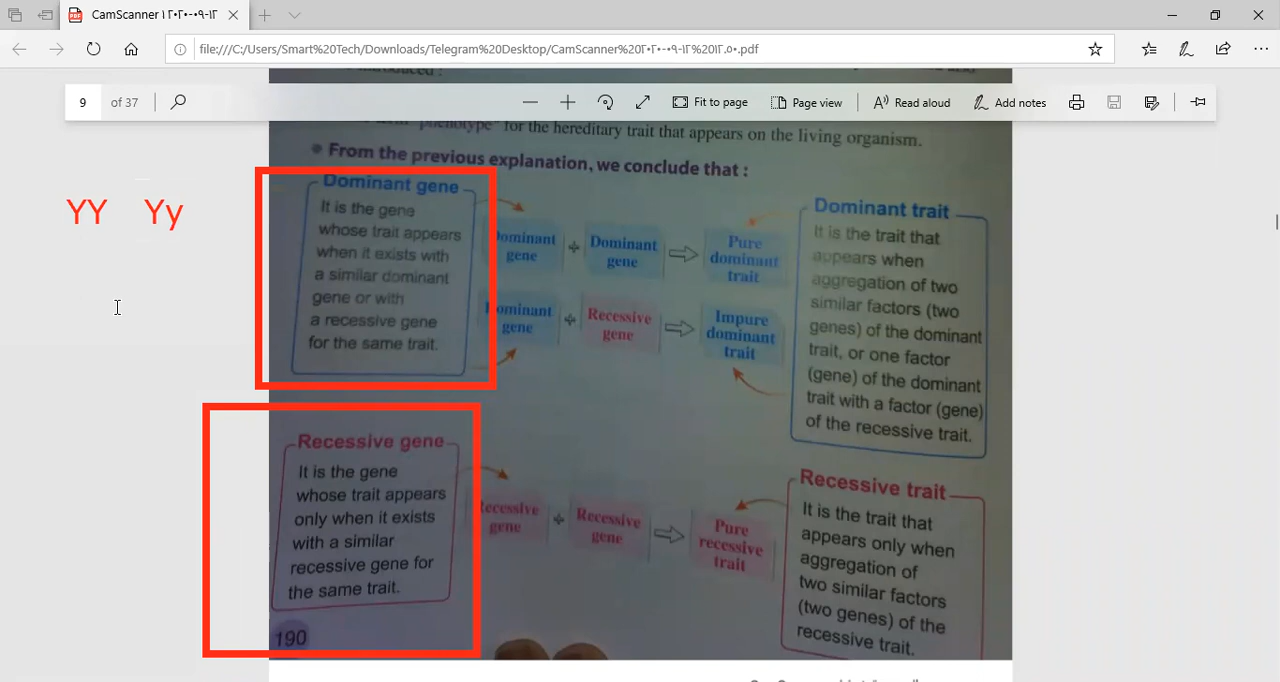 CamScanner ١٢-٠٩-٢٠٢٠
file:///C:/Users/Smart%20Tech/Downloads/Telegram%20Desktop/CamScanner%20
9 of 37
Fit to page
Page view
Read aloud
Add notes
"phenotype" for the hereditary trait that appears on the living organism.
From the previous explanation, we conclude that :
YY Yy
Dominant gene
It is the gene
whose trait appears
when it exists with
a similar dominant
gene or with
a recessive gene
for the same trait.
Dominant
gene
+
Dominant
gene
Pure
dominant
trait
Dominant
gene
+
Recessive
gene
Impure
dominant
trait
Dominant trait
It is the trait that
appears when
aggregation of two
similar factors (two
genes) of the dominant
trait, or one factor
(gene) of the dominant
trait with a factor (gene)
of the recessive trait.
Recessive gene
It is the gene
whose trait appears
only when it exists
with a similar
recessive gene for
the same trait.
Recessive
gene
+
Recessive
gene
Pure
recessive
trait
Recessive trait
It is the trait that
appears only when
aggregation of
two similar factors
(two genes) of the
recessive trait.
190